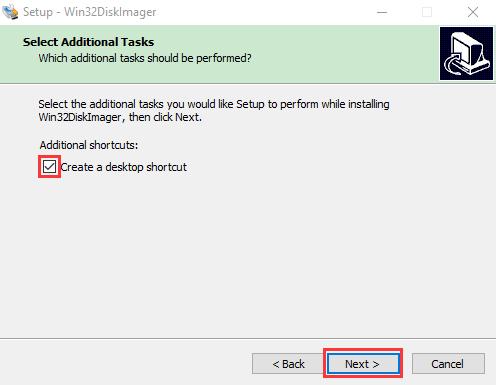 Setup - Win32DiskImager
Select Additional Tasks
Which additional tasks should be performed?
Select the additional tasks you would like Setup to perform while installing
Win32DiskImager, then click Next.
Additional shortcuts:
Create a desktop shortcut
< Back
Next >
Cancel